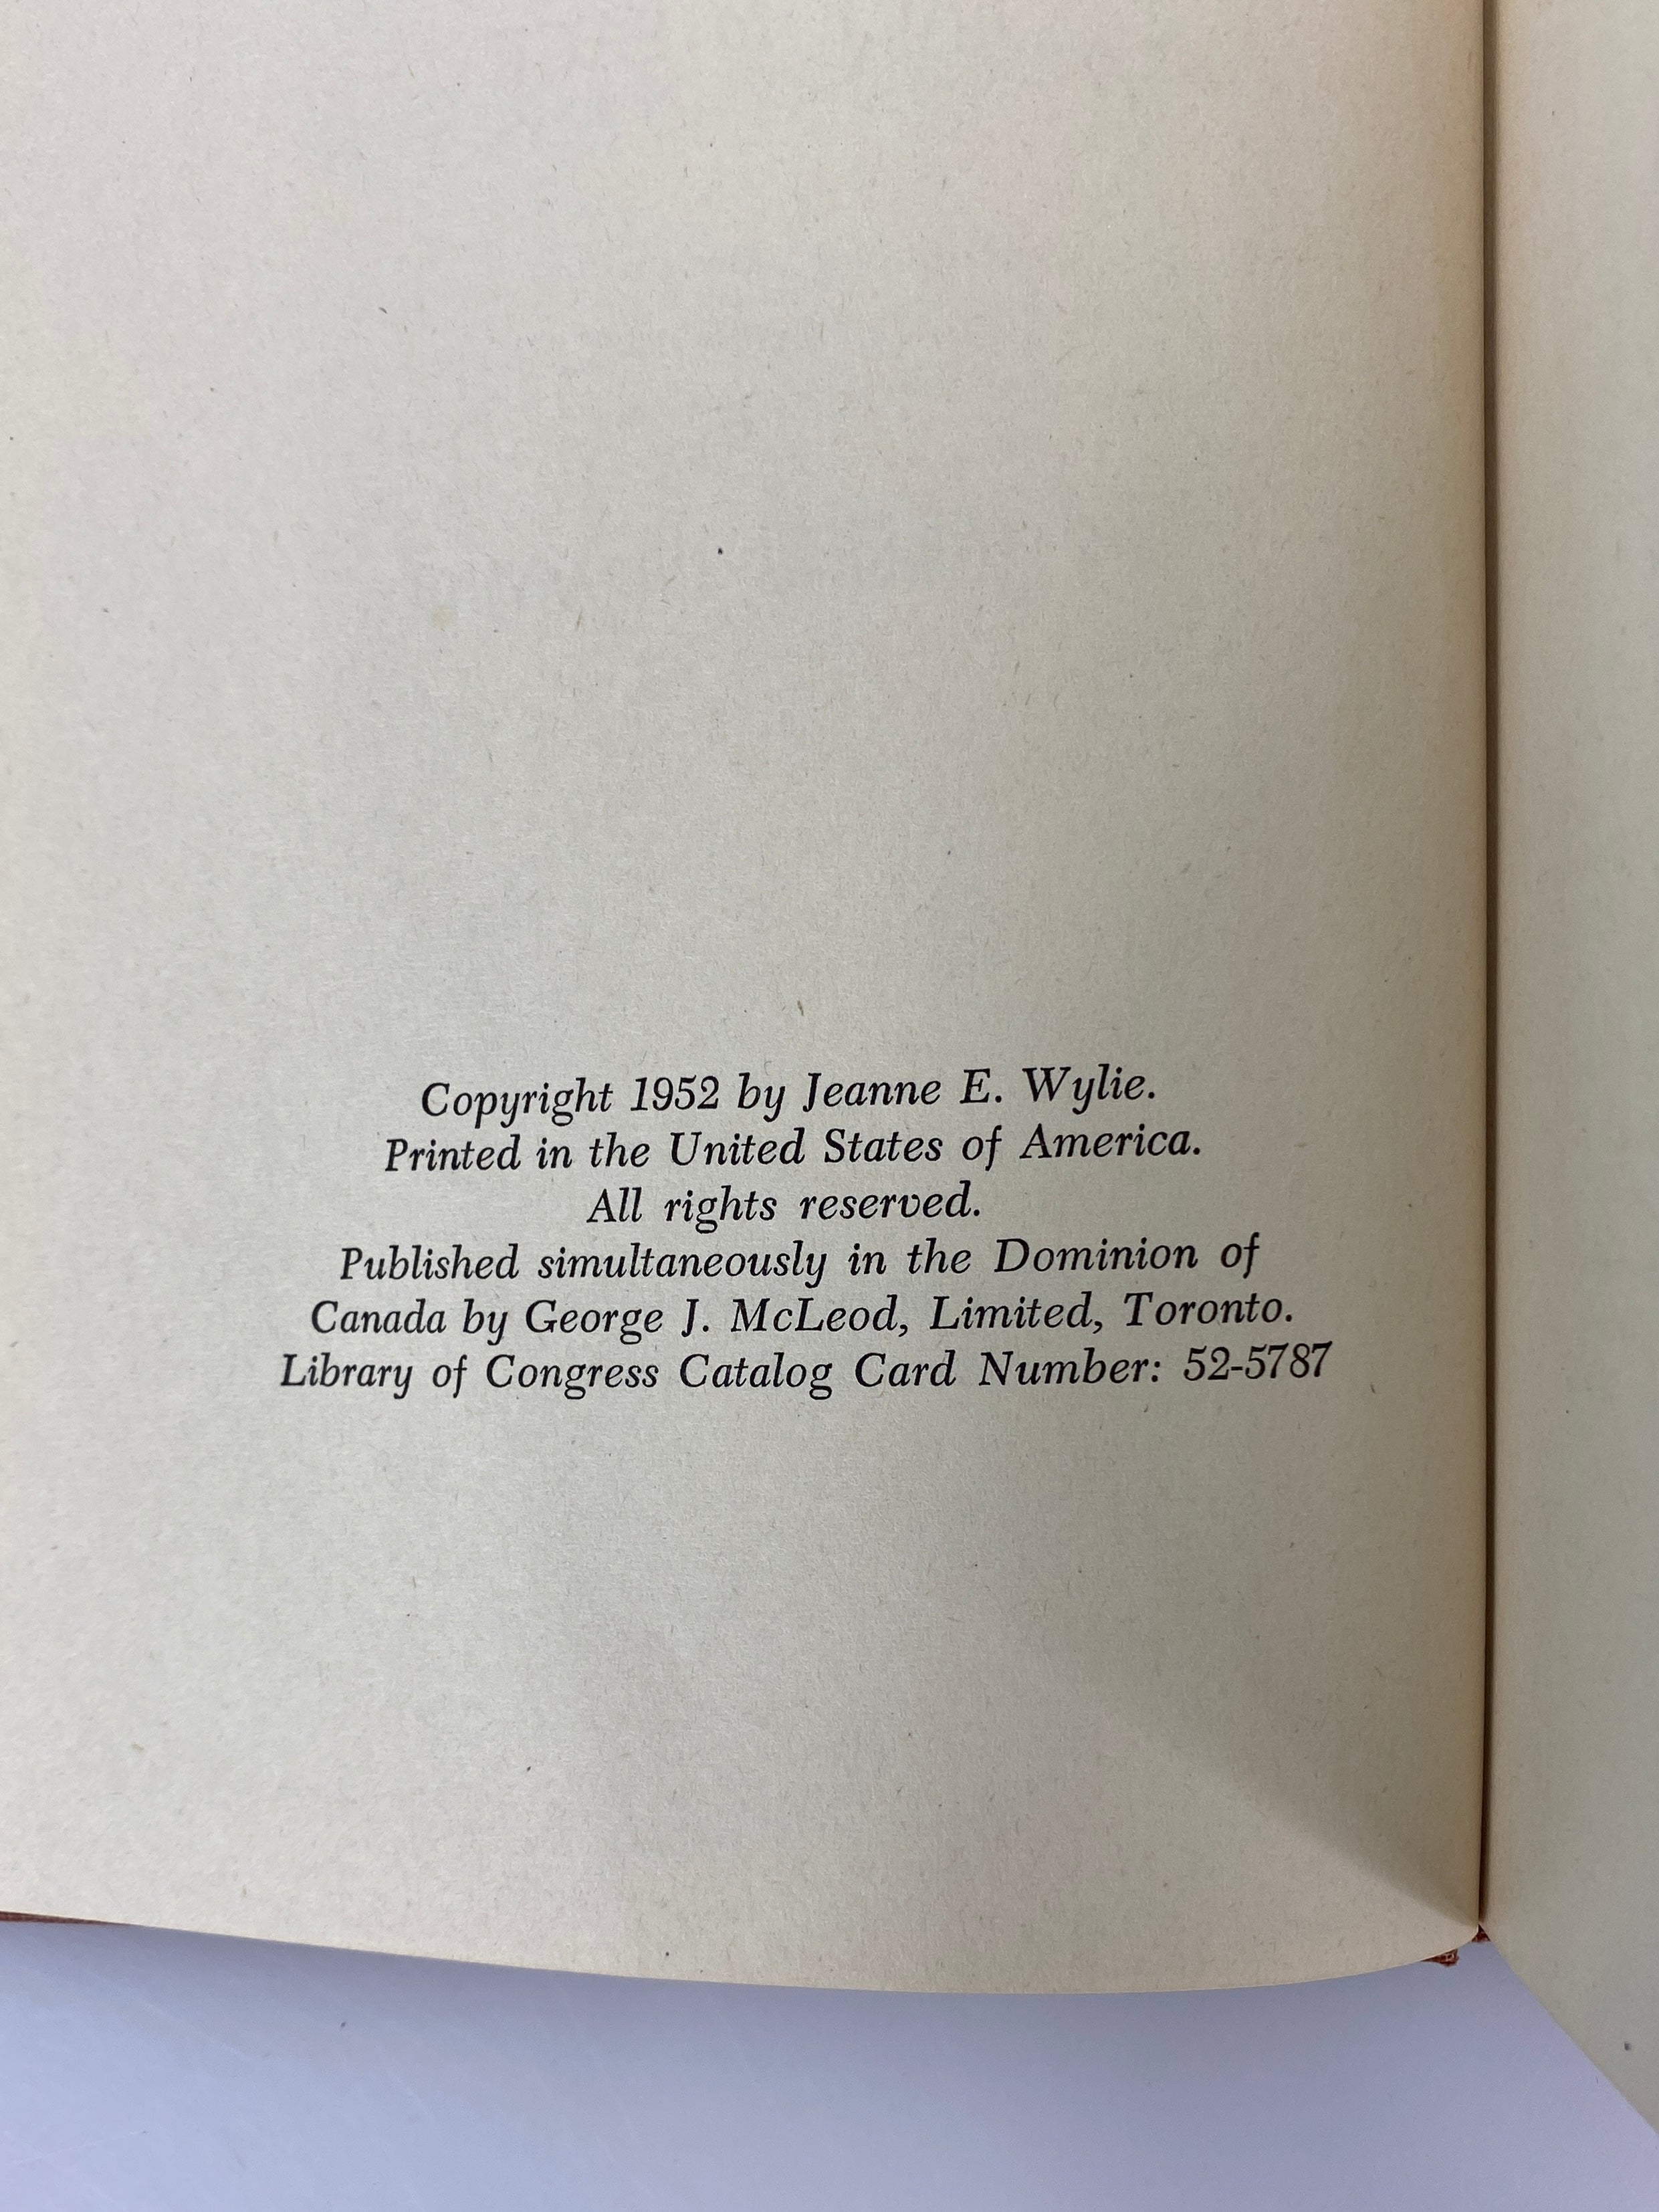 Copyright 1952 by Jeanne E. Wylie.
Printed in the United States of America.
All rights reserved.
Published simultaneously in the Dominion of
Canada by George J. McLeod, Limited, Toronto.
Library of Congress Catalog Card Number: 52-5787